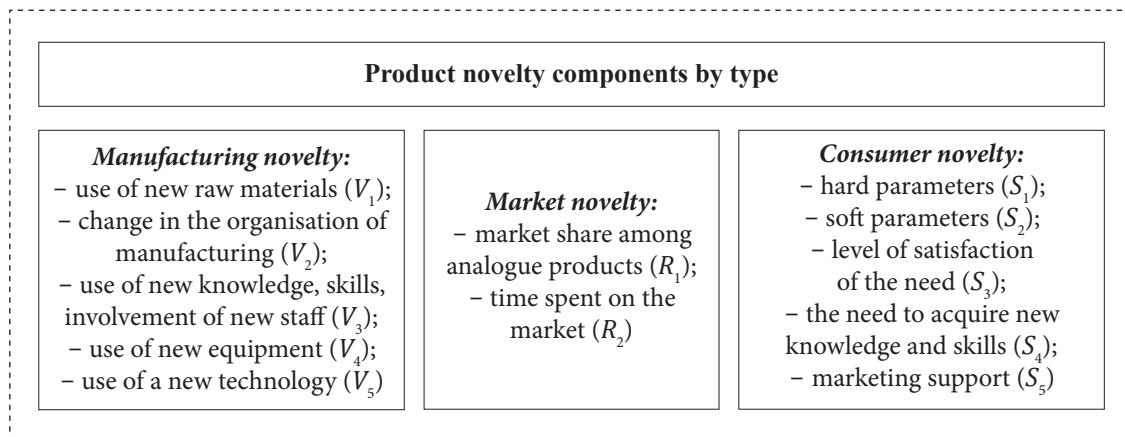 Product novelty components by type
Manufacturing novelty:
– use of new raw materials (V₁);
– change in the organisation of
manufacturing (V₂);
– use of new knowledge, skills,
involvement of new staff (V₃);
– use of new equipment (V₄);
– use of a new technology (V₅)
Market novelty:
– market share among
analogue products (R₁);
– time spent on the
market (R₂)
Consumer novelty:
– hard parameters (S₁);
– soft parameters (S₂);
– level of satisfaction
of the need (S₃);
– the need to acquire new
knowledge and skills (S₄);
– marketing support (S₅)